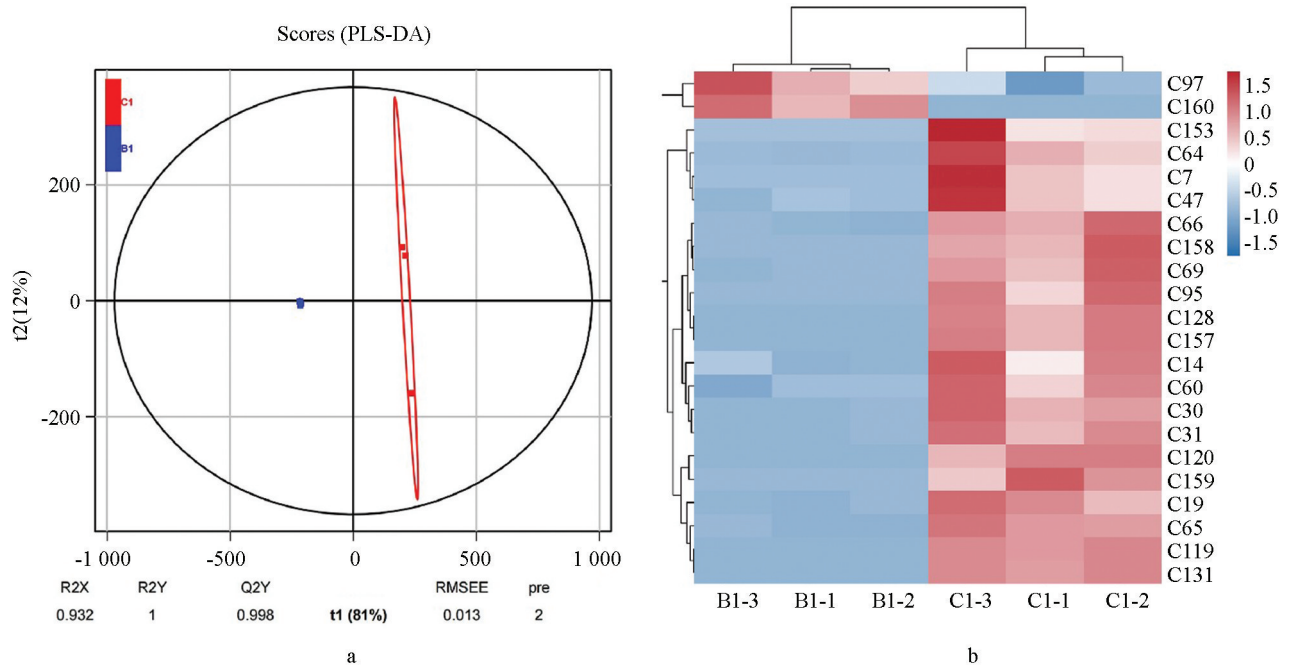 Scores (PLS-DA)
C1
B1
t2(12%)
200
0
-200
-1 000
-500
0
500
1 000
R2X
R2Y
Q2Y
RMSEE
pre
0.932
1
0.998
t1 (81%)
0.013
2
a
C97
C160
C153
C64
C7
C47
C66
C158
C69
C95
C128
C157
C14
C60
C30
C31
C120
C159
C19
C65
C119
C131
B1-3
B1-1
B1-2
C1-3
C1-1
C1-2
1.5
1.0
0.5
0
-0.5
-1.0
-1.5
b